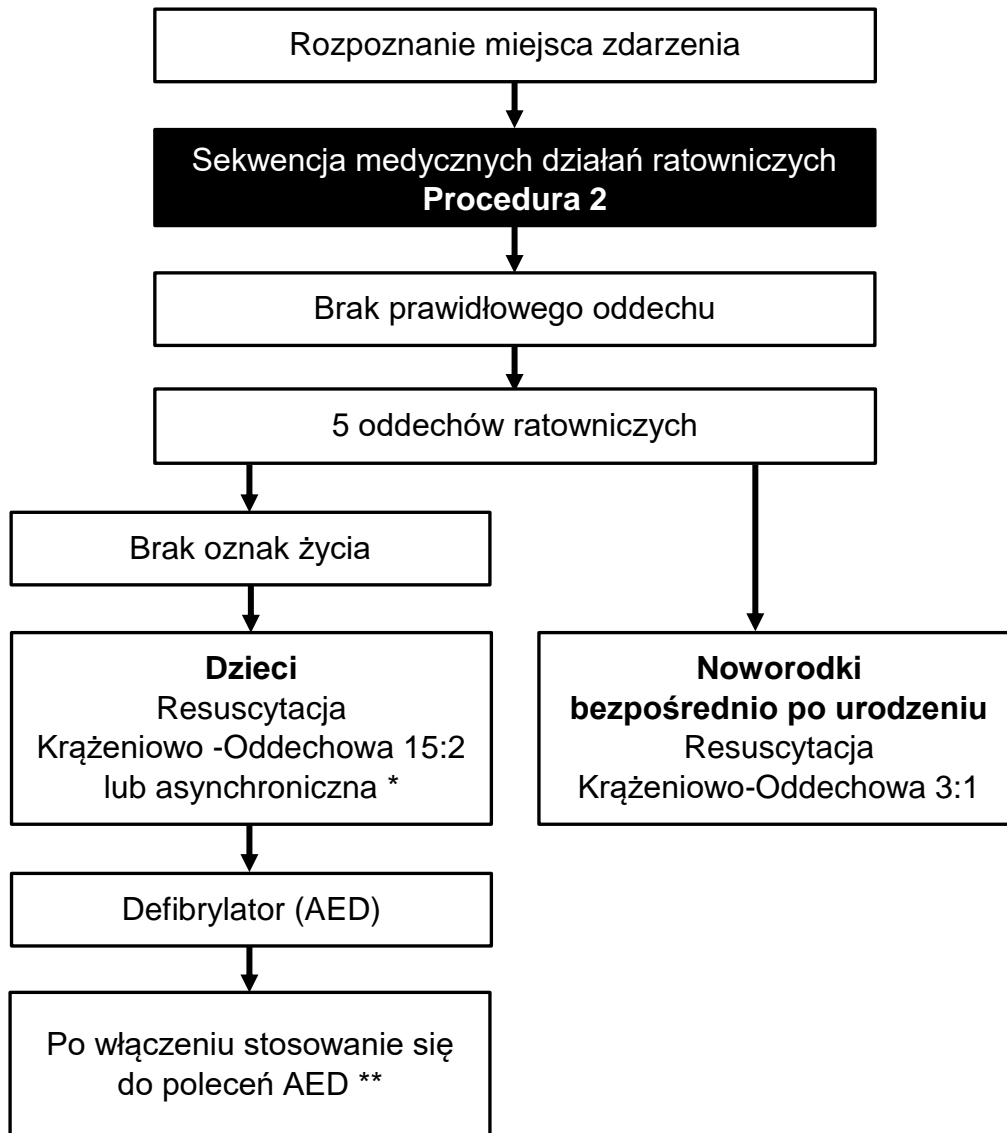 Rozpoznanie miejsca zdarzenia
Sekwencja medycznych działań ratowniczych
Procedura 2
Brak prawidłowego oddechu
5 oddechów ratowniczych
Brak oznak życia
Dzieci
Resuscytacja
Krążeniowo -Oddechowa 15:2
lub asynchroniczna *
Noworodki
bezpośrednio po urodzeniu
Resuscytacja
Krążeniowo-Oddechowa 3:1
Defibrylator (AED)
Po włączeniu stosowanie się
do poleceń AED **